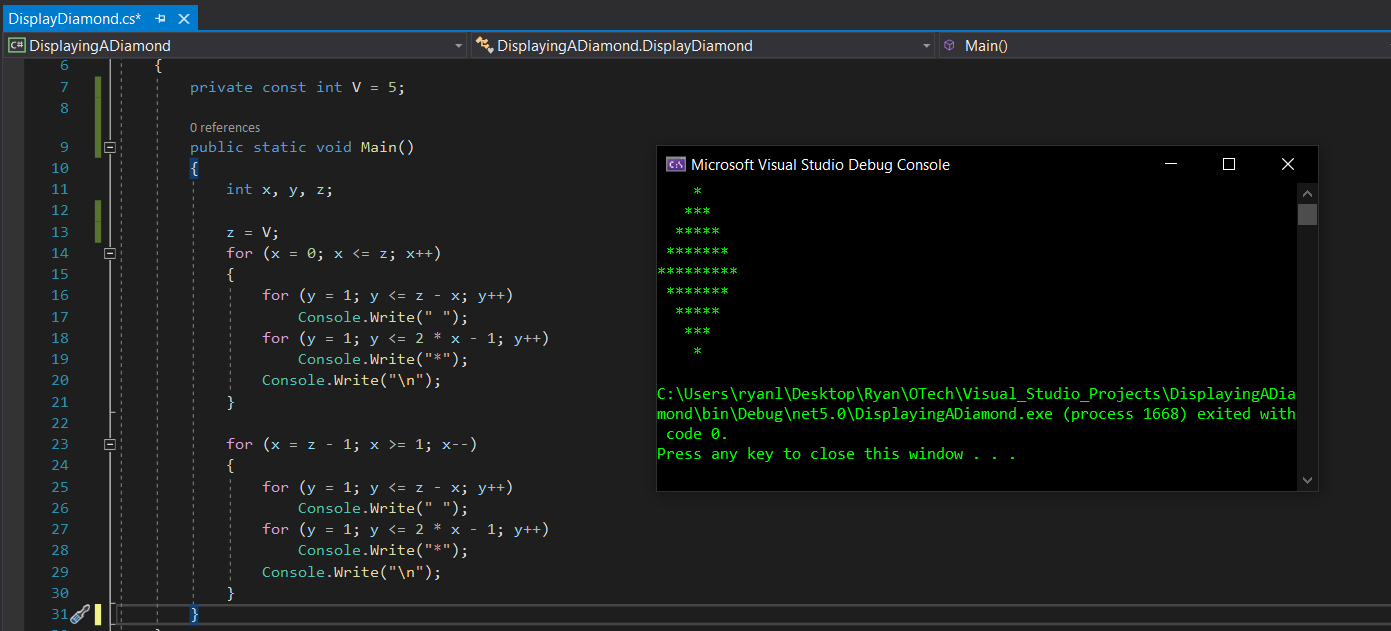 DisplayDiamond.cs*
C# DisplayingADiamond DisplayingADiamond.DisplayDiamond Main()
6 {
7 private const int V = 5;
8
0 references
9 public static void Main()
10 {
11 int x, y, z;
12
13 z = V;
14 for (x = 0; x <= z; x++)
15 {
16 for (y = 1; y <= z - x; y++)
17 Console.Write(" ");
18 for (y = 1; y <= 2 * x - 1; y++)
19 Console.Write("*");
20 Console.Write("\n");
21 }
22
23 for (x = z - 1; x >= 1; x--)
24 {
25 for (y = 1; y <= z - x; y++)
26 Console.Write(" ");
27 for (y = 1; y <= 2 * x - 1; y++)
28 Console.Write("*");
29 Console.Write("\n");
30 }
31 }
C:\ Microsoft Visual Studio Debug Console
    *
   ***
  *****
 *******
*********
 *******
  *****
   ***
    *
C:\Users\ryanl\Desktop\Ryan\OTech\Visual_Studio_Projects\DisplayingADia
mond\bin\Debug\net5.0\DisplayingADiamond.exe (process 1668) exited with
 code 0.
Press any key to close this window . . .